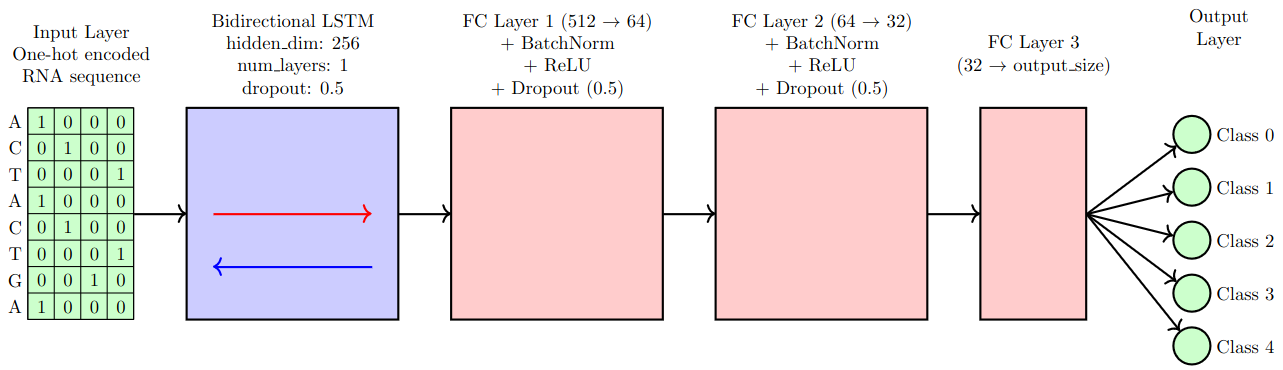 Input Layer
One-hot encoded
RNA sequence
A 1 0 0 0
C 0 1 0 0
T 0 0 0 1
A 1 0 0 0
C 0 1 0 0
T 0 0 0 1
G 0 0 1 0
A 1 0 0 0
Bidirectional LSTM
hidden_dim: 256
num_layers: 1
dropout: 0.5
FC Layer 1 (512 → 64)
+ BatchNorm
+ ReLU
+ Dropout (0.5)
FC Layer 2 (64 → 32)
+ BatchNorm
+ ReLU
+ Dropout (0.5)
FC Layer 3
(32 → output_size)
Output
Layer
Class 0
Class 1
Class 2
Class 3
Class 4